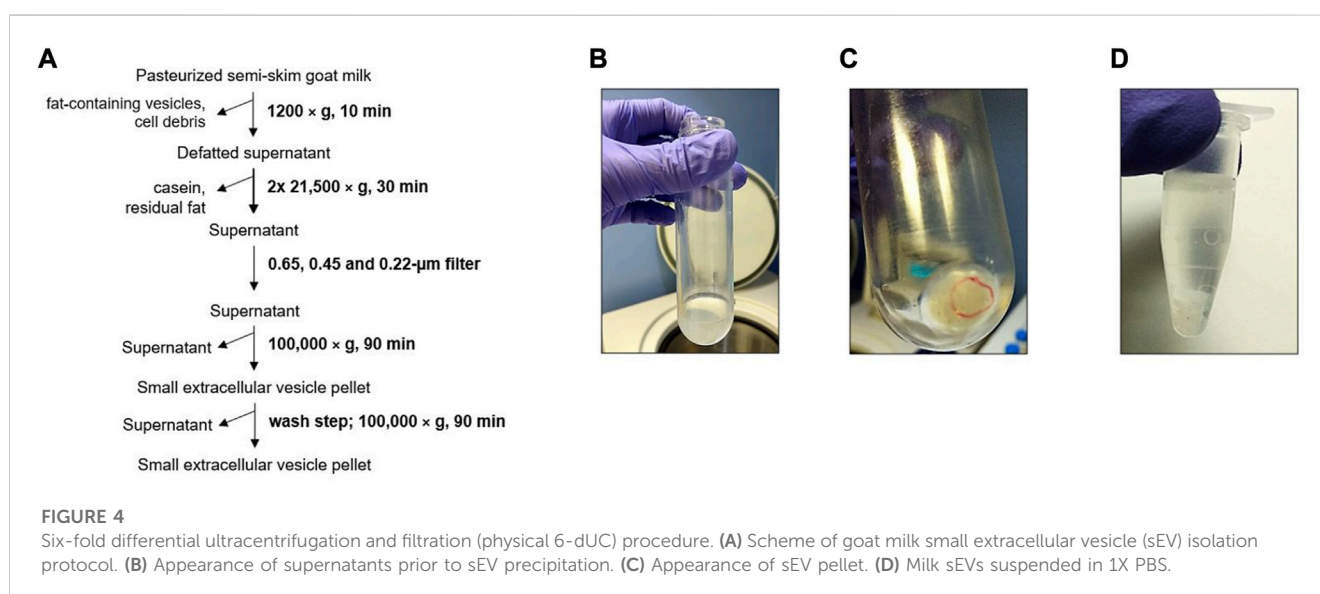 A
Pasteurized semi-skim goat milk
fat-containing vesicles,
cell debris
1200 × g, 10 min
Defatted supernatant
casein,
residual fat
2x 21,500 × g, 30 min
Supernatant
0.65, 0.45 and 0.22-µm filter
Supernatant
Supernatant
100,000 × g, 90 min
Small extracellular vesicle pellet
Supernatant
wash step; 100,000 × g, 90 min
Small extracellular vesicle pellet
B
C
D
FIGURE 4
Six-fold differential ultracentrifugation and filtration (physical 6-dUC) procedure. (A) Scheme of goat milk small extracellular vesicle (sEV) isolation
protocol. (B) Appearance of supernatants prior to sEV precipitation. (C) Appearance of sEV pellet. (D) Milk sEVs suspended in 1X PBS.